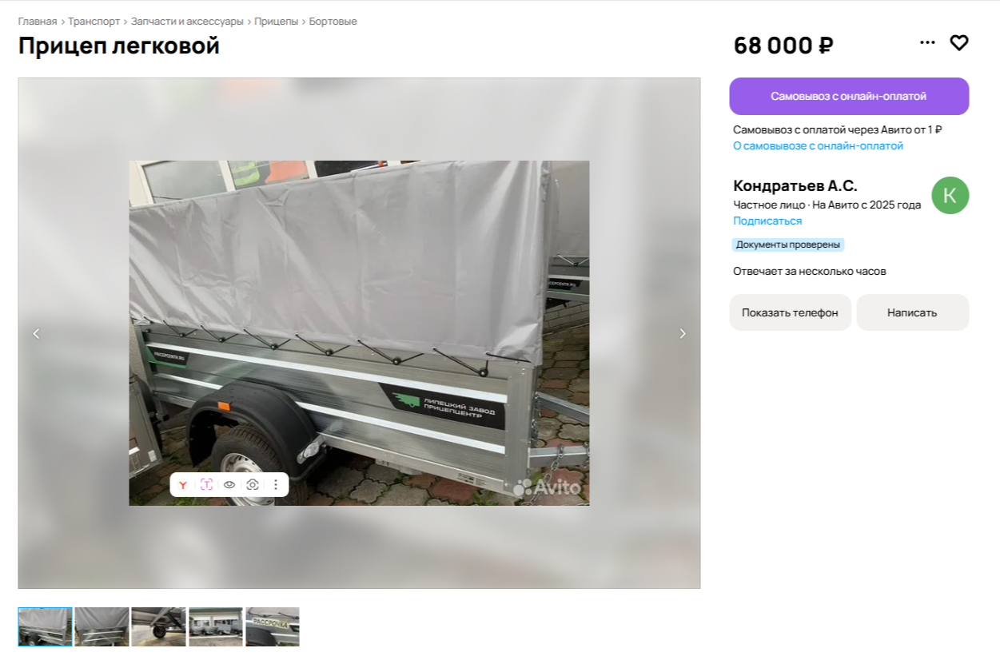 Главная › Транспорт › Запчасти и аксессуары › Прицепы › Бортовые
Прицеп легковой
68 000 ₽
Самовывоз с онлайн-оплатой
Самовывоз с оплатой через Авито от 1 ₽
О самовывозе с онлайн-оплатой
Кондратьев А.С.
К
Частное лицо · На Авито с 2025 года
Подписаться
Документы проверены
Отвечает за несколько часов
Показать телефон
Написать
PRICEPCENTR.RU
ЛИПЕЦКИЙ ЗАВОД
ПРИЦЕПЦЕНТР
Avito
РАССРОЧКА